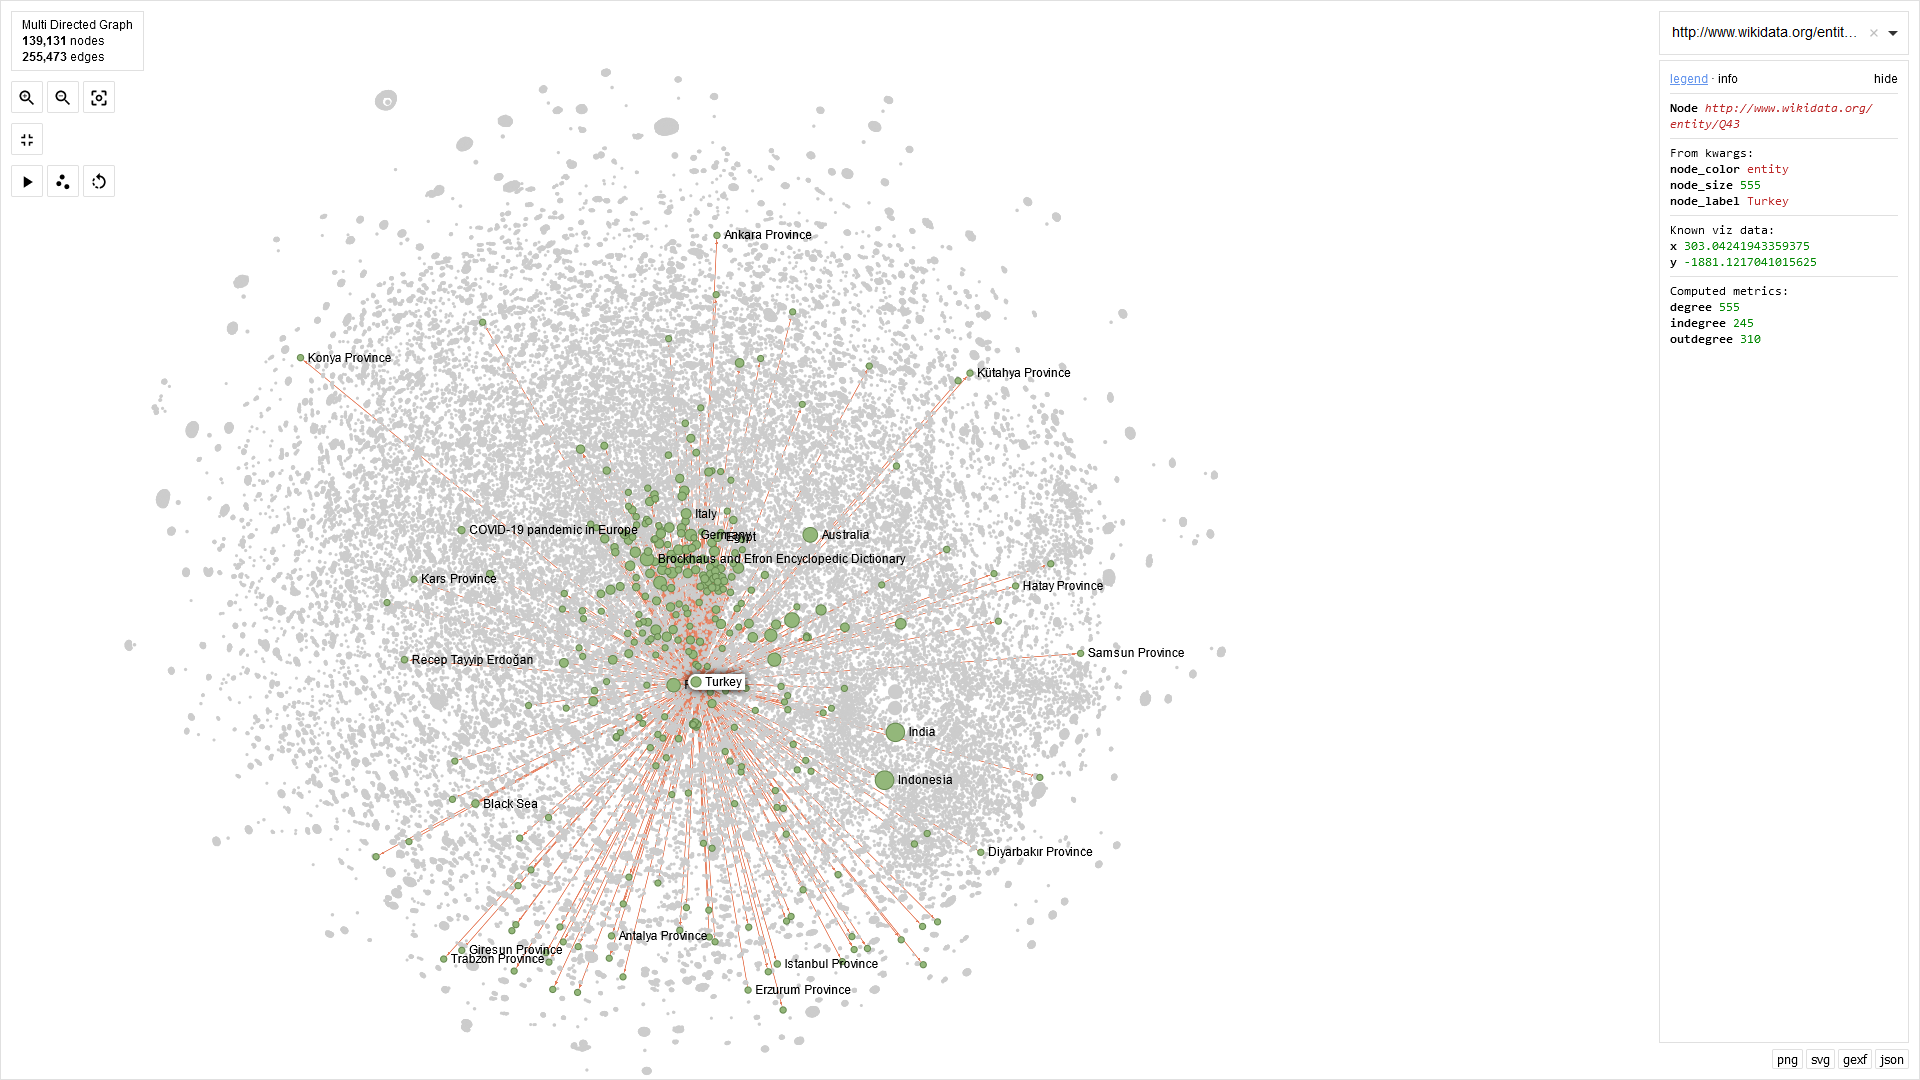 Multi Directed Graph
139,131 nodes
255,473 edges
http://www.wikidata.org/entit...
legend · info
hide
Node http://www.wikidata.org/
entity/Q43
From kwargs:
node_color entity
node_size 555
node_label Turkey
Known viz data:
x 303.04241943359375
y -1881.1217041015625
Computed metrics:
degree 555
indegree 245
outdegree 310
Ankara Province
Konya Province
Kütahya Province
Italy
COVID-19 pandemic in Europe
Germany
Egypt
Australia
Brockhaus and Efron Encyclopedic Dictionary
Kars Province
Hatay Province
Recep Tayyip Erdoğan
Samsun Province
Turkey
India
Indonesia
Black Sea
Diyarbakır Province
Antalya Province
Giresun Province
Trabzon Province
Istanbul Province
Erzurum Province
png
svg
gexf
json